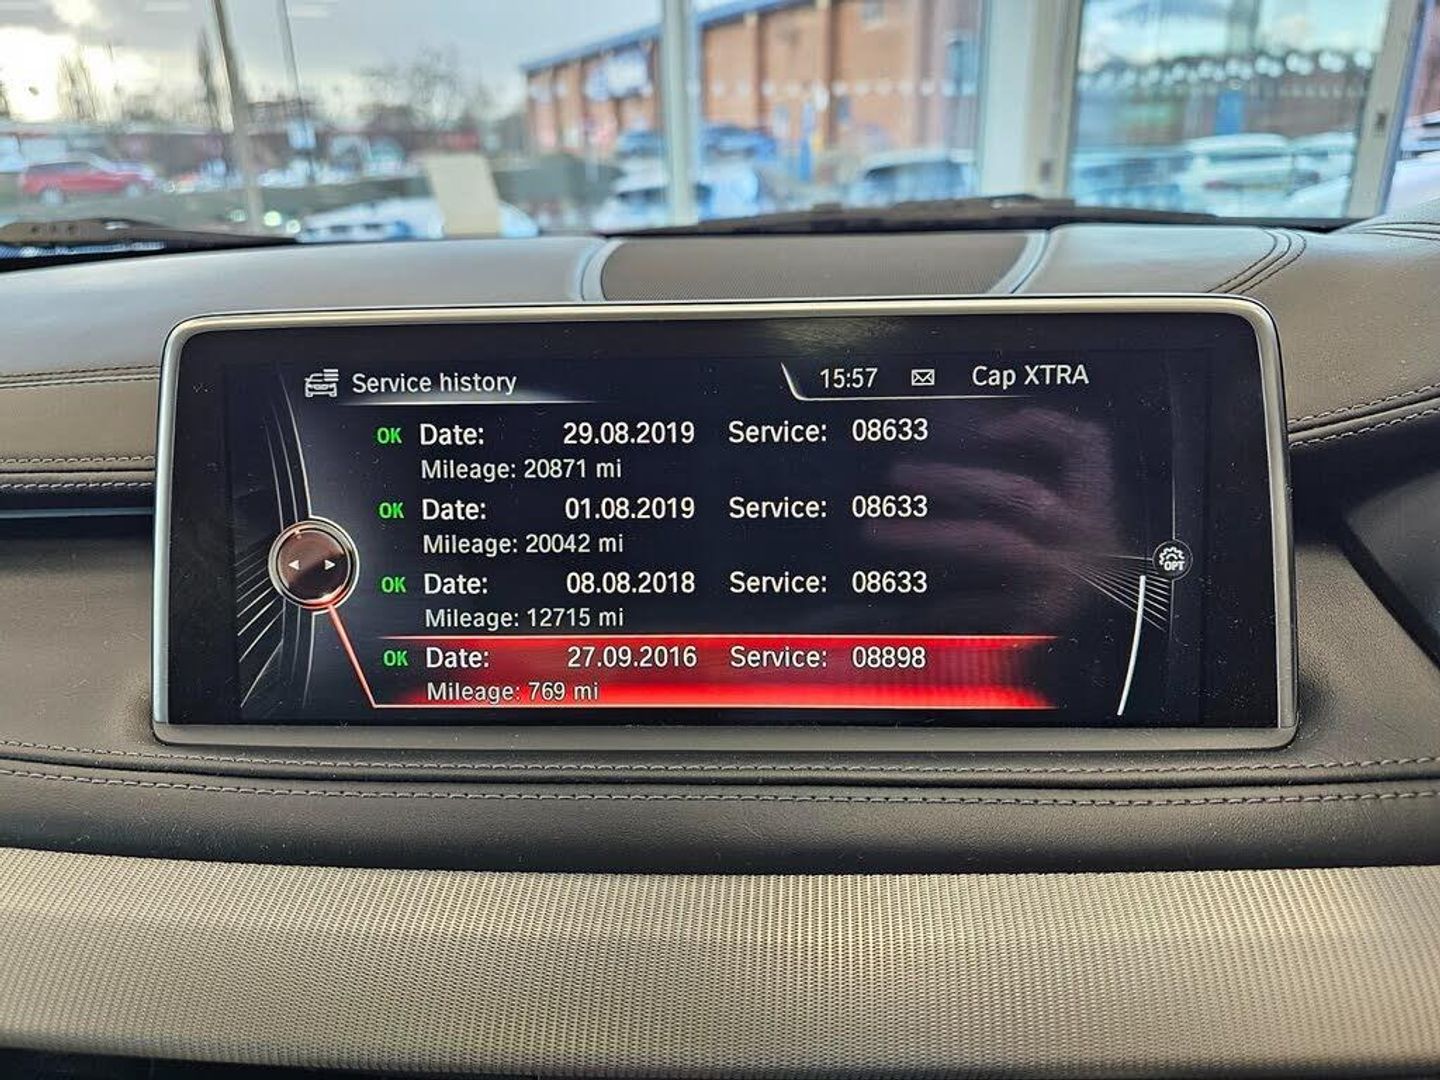 Service history 15:57 Cap XTRA
OK Date: 29.08.2019 Service: 08633
Mileage: 20871 mi
OK Date: 01.08.2019 Service: 08633
Mileage: 20042 mi
OK Date: 08.08.2018 Service: 08633
Mileage: 12715 mi
OPT
OK Date: 27.09.2016 Service: 08898
Mileage: 769 mi